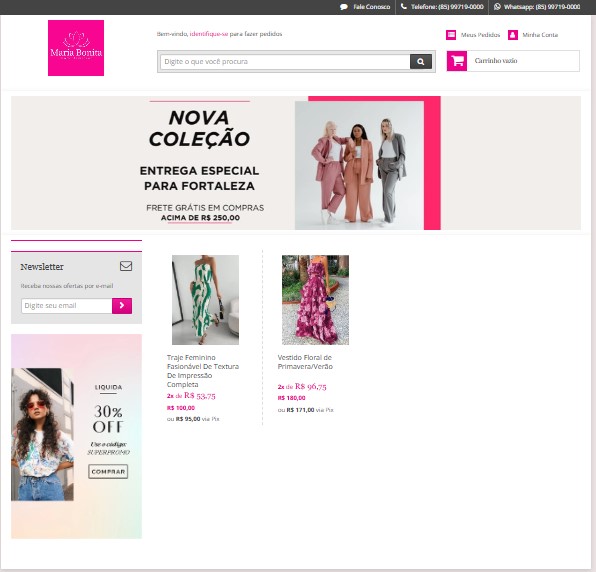 Fale Conosco Telefone: (85) 99719-0000 Whatsapp: (85) 99719-0000
Maria Bonita
Bem-vindo, identifique-se para fazer pedidos
Meus Pedidos Minha Conta
Digite o que você procura
Carrinho vazio
NOVA
COLEÇÃO
ENTREGA ESPECIAL
PARA FORTALEZA
FRETE GRÁTIS EM COMPRAS
ACIMA DE R$ 250,00
Newsletter
Receba nossas ofertas por e-mail
Digite seu email
LIQUIDA
30%
OFF
Use o código:
SUPERPROMO
COMPRAR
Traje Feminino
Fasionável De Textura
De Impressão
Completa
2x de R$ 53,75
R$ 100,00
ou R$ 95,00 via Pix
Vestido Floral de
Primavera/Verão
2x de R$ 96,75
R$ 180,00
ou R$ 171,00 via Pix